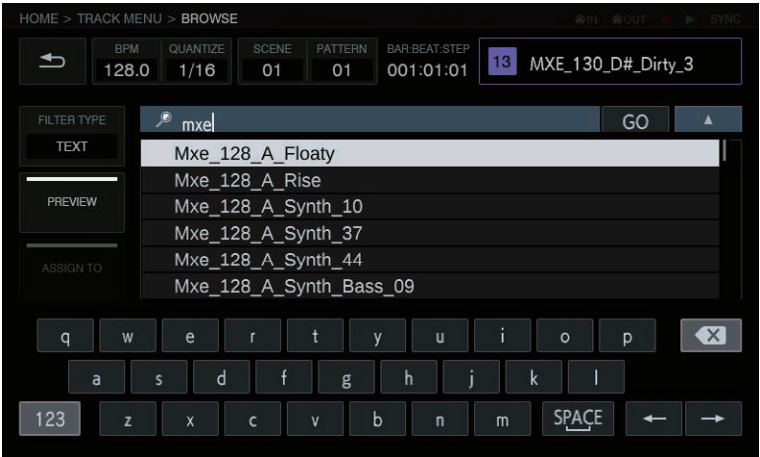 HOME > TRACK MENU > BROWSE IN OUT SYNC
BPM QUANTIZE SCENE PATTERN BAR:BEAT:STEP
128.0 1/16 01 01 001:01:01 13 MXE_130_D#_Dirty_3
FILTER TYPE
TEXT
mxe GO
Mxe_128_A_Floaty
Mxe_128_A_Rise
PREVIEW
Mxe_128_A_Synth_10
Mxe_128_A_Synth_37
ASSIGN TO
Mxe_128_A_Synth_44
Mxe_128_A_Synth_Bass_09
q w e r t y u i o p
a s d f g h j k l
123 z x c v b n m SPACE